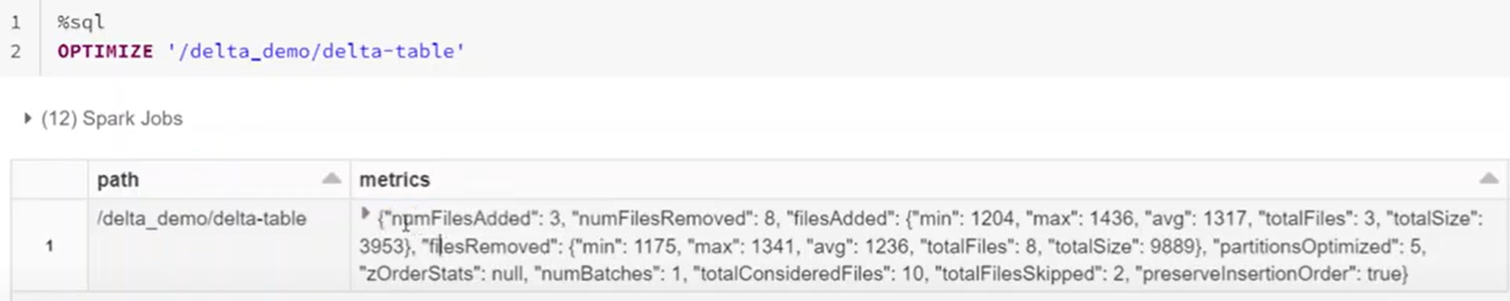 1 %sql
2 OPTIMIZE '/delta_demo/delta-table'
(12) Spark Jobs
path metrics
/delta_demo/delta-table {"numFilesAdded": 3, "numFilesRemoved": 8, "filesAdded": {"min": 1204, "max": 1436, "avg": 1317, "totalFiles": 3, "totalSize":
1 3953}, "filesRemoved": {"min": 1175, "max": 1341, "avg": 1236, "totalFiles": 8, "totalSize": 9889}, "partitionsOptimized": 5,
"zOrderStats": null, "numBatches": 1, "totalConsideredFiles": 10, "totalFilesSkipped": 2, "preserveInsertionOrder": true}